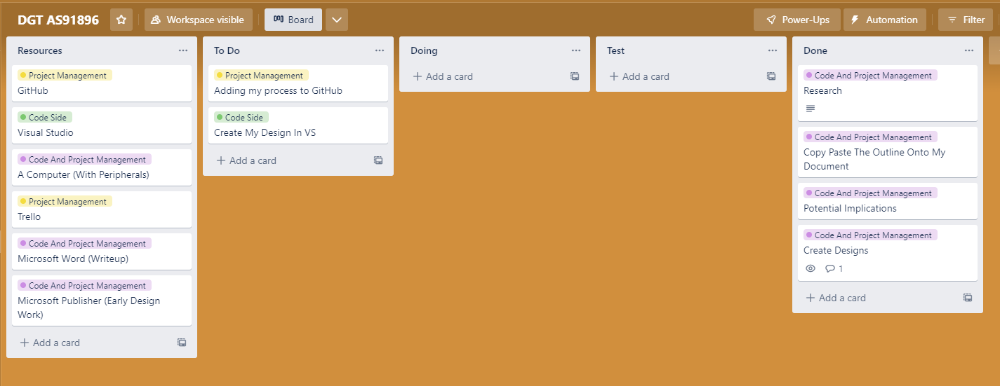 DGT AS91896
Workspace visible
Board
Power-Ups
Automation
Filter
Resources
Project Management
GitHub
Code Side
Visual Studio
Code And Project Management
A Computer (With Peripherals)
Project Management
Trello
Code And Project Management
Microsoft Word (Writeup)
Code And Project Management
Microsoft Publisher (Early Design
Work)
Add a card
To Do
Project Management
Adding my process to GitHub
Code Side
Create My Design In VS
Add a card
Doing
Add a card
Test
Add a card
Done
Code And Project Management
Research
Code And Project Management
Copy Paste The Outline Onto My
Document
Code And Project Management
Potential Implications
Code And Project Management
Create Designs
1
Add a card